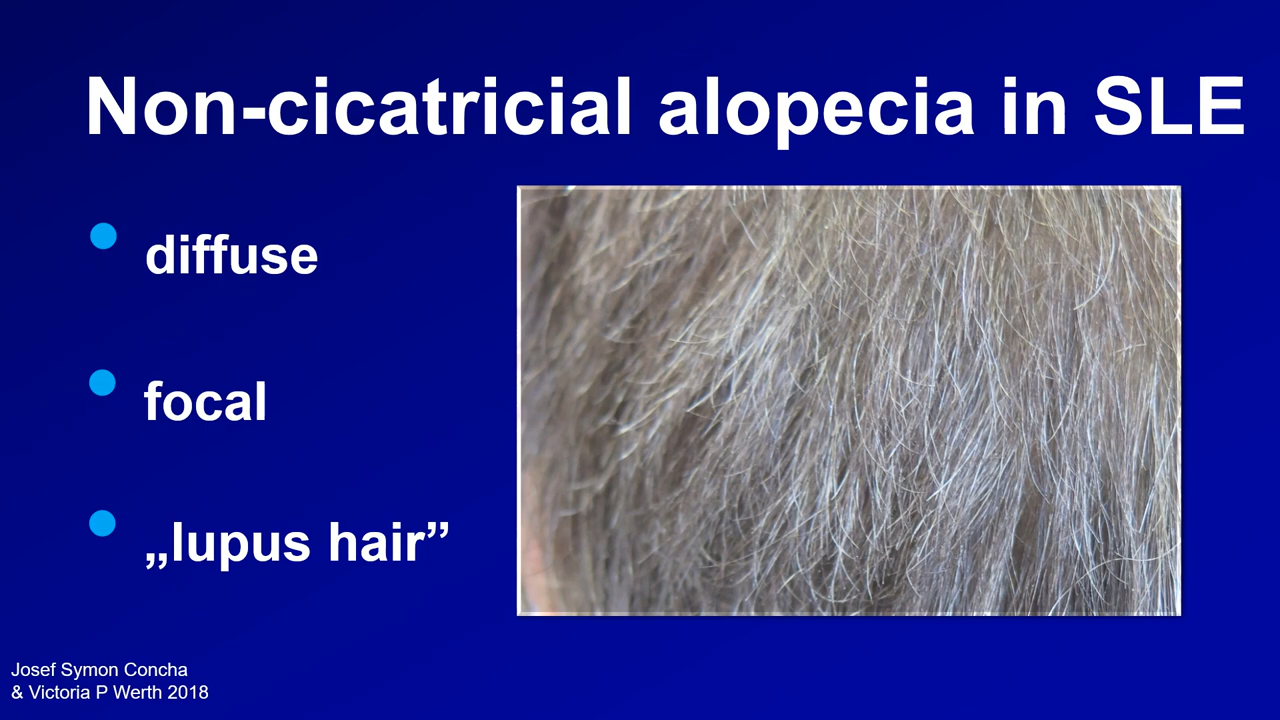 Non-cicatricial alopecia in SLE
diffuse
focal
„lupus hair”
Josef Symon Concha
& Victoria P Werth 2018